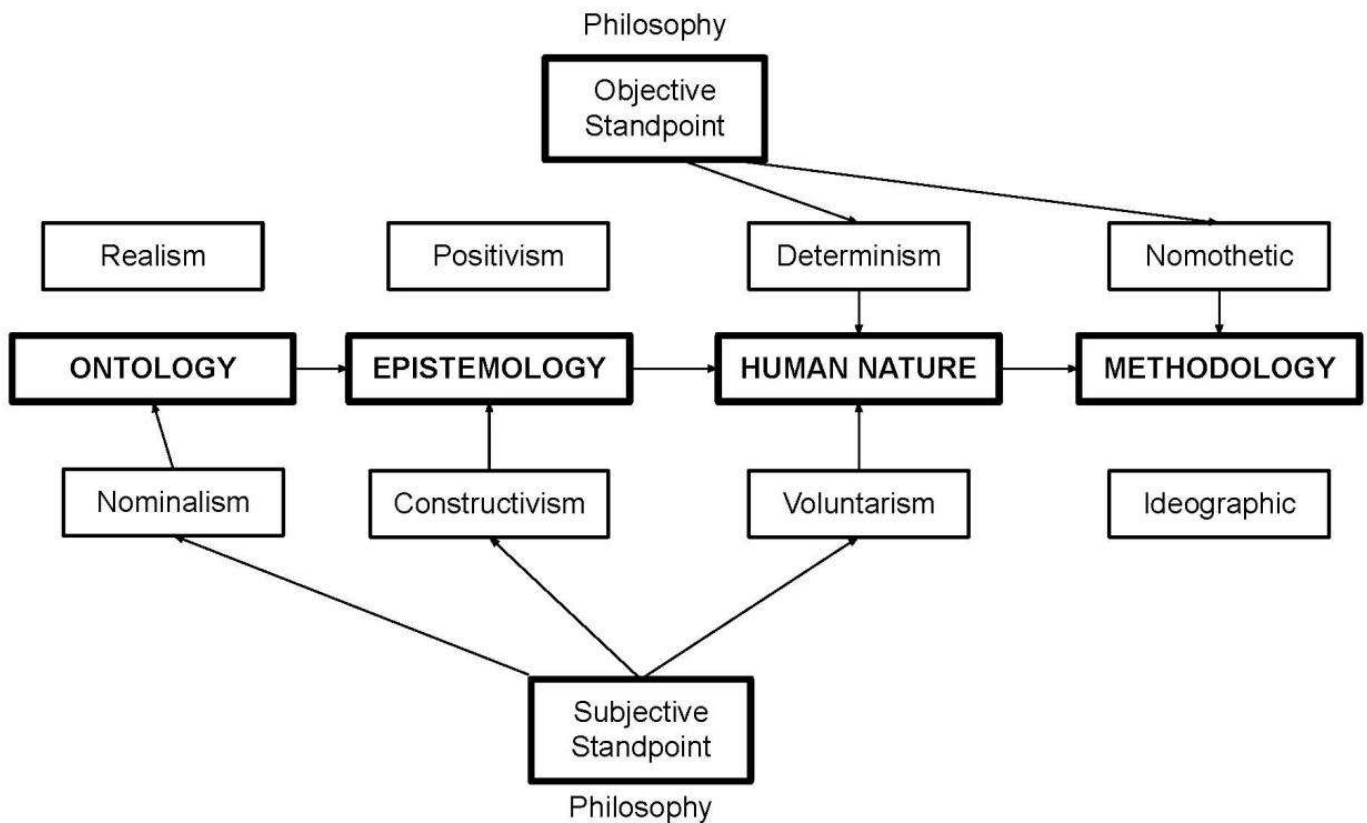 Philosophy
Objective
Standpoint
Realism
Positivism
Determinism
Nomothetic
ONTOLOGY
EPISTEMOLOGY
HUMAN NATURE
METHODOLOGY
Nominalism
Constructivism
Voluntarism
Ideographic
Subjective
Standpoint
Philosophy